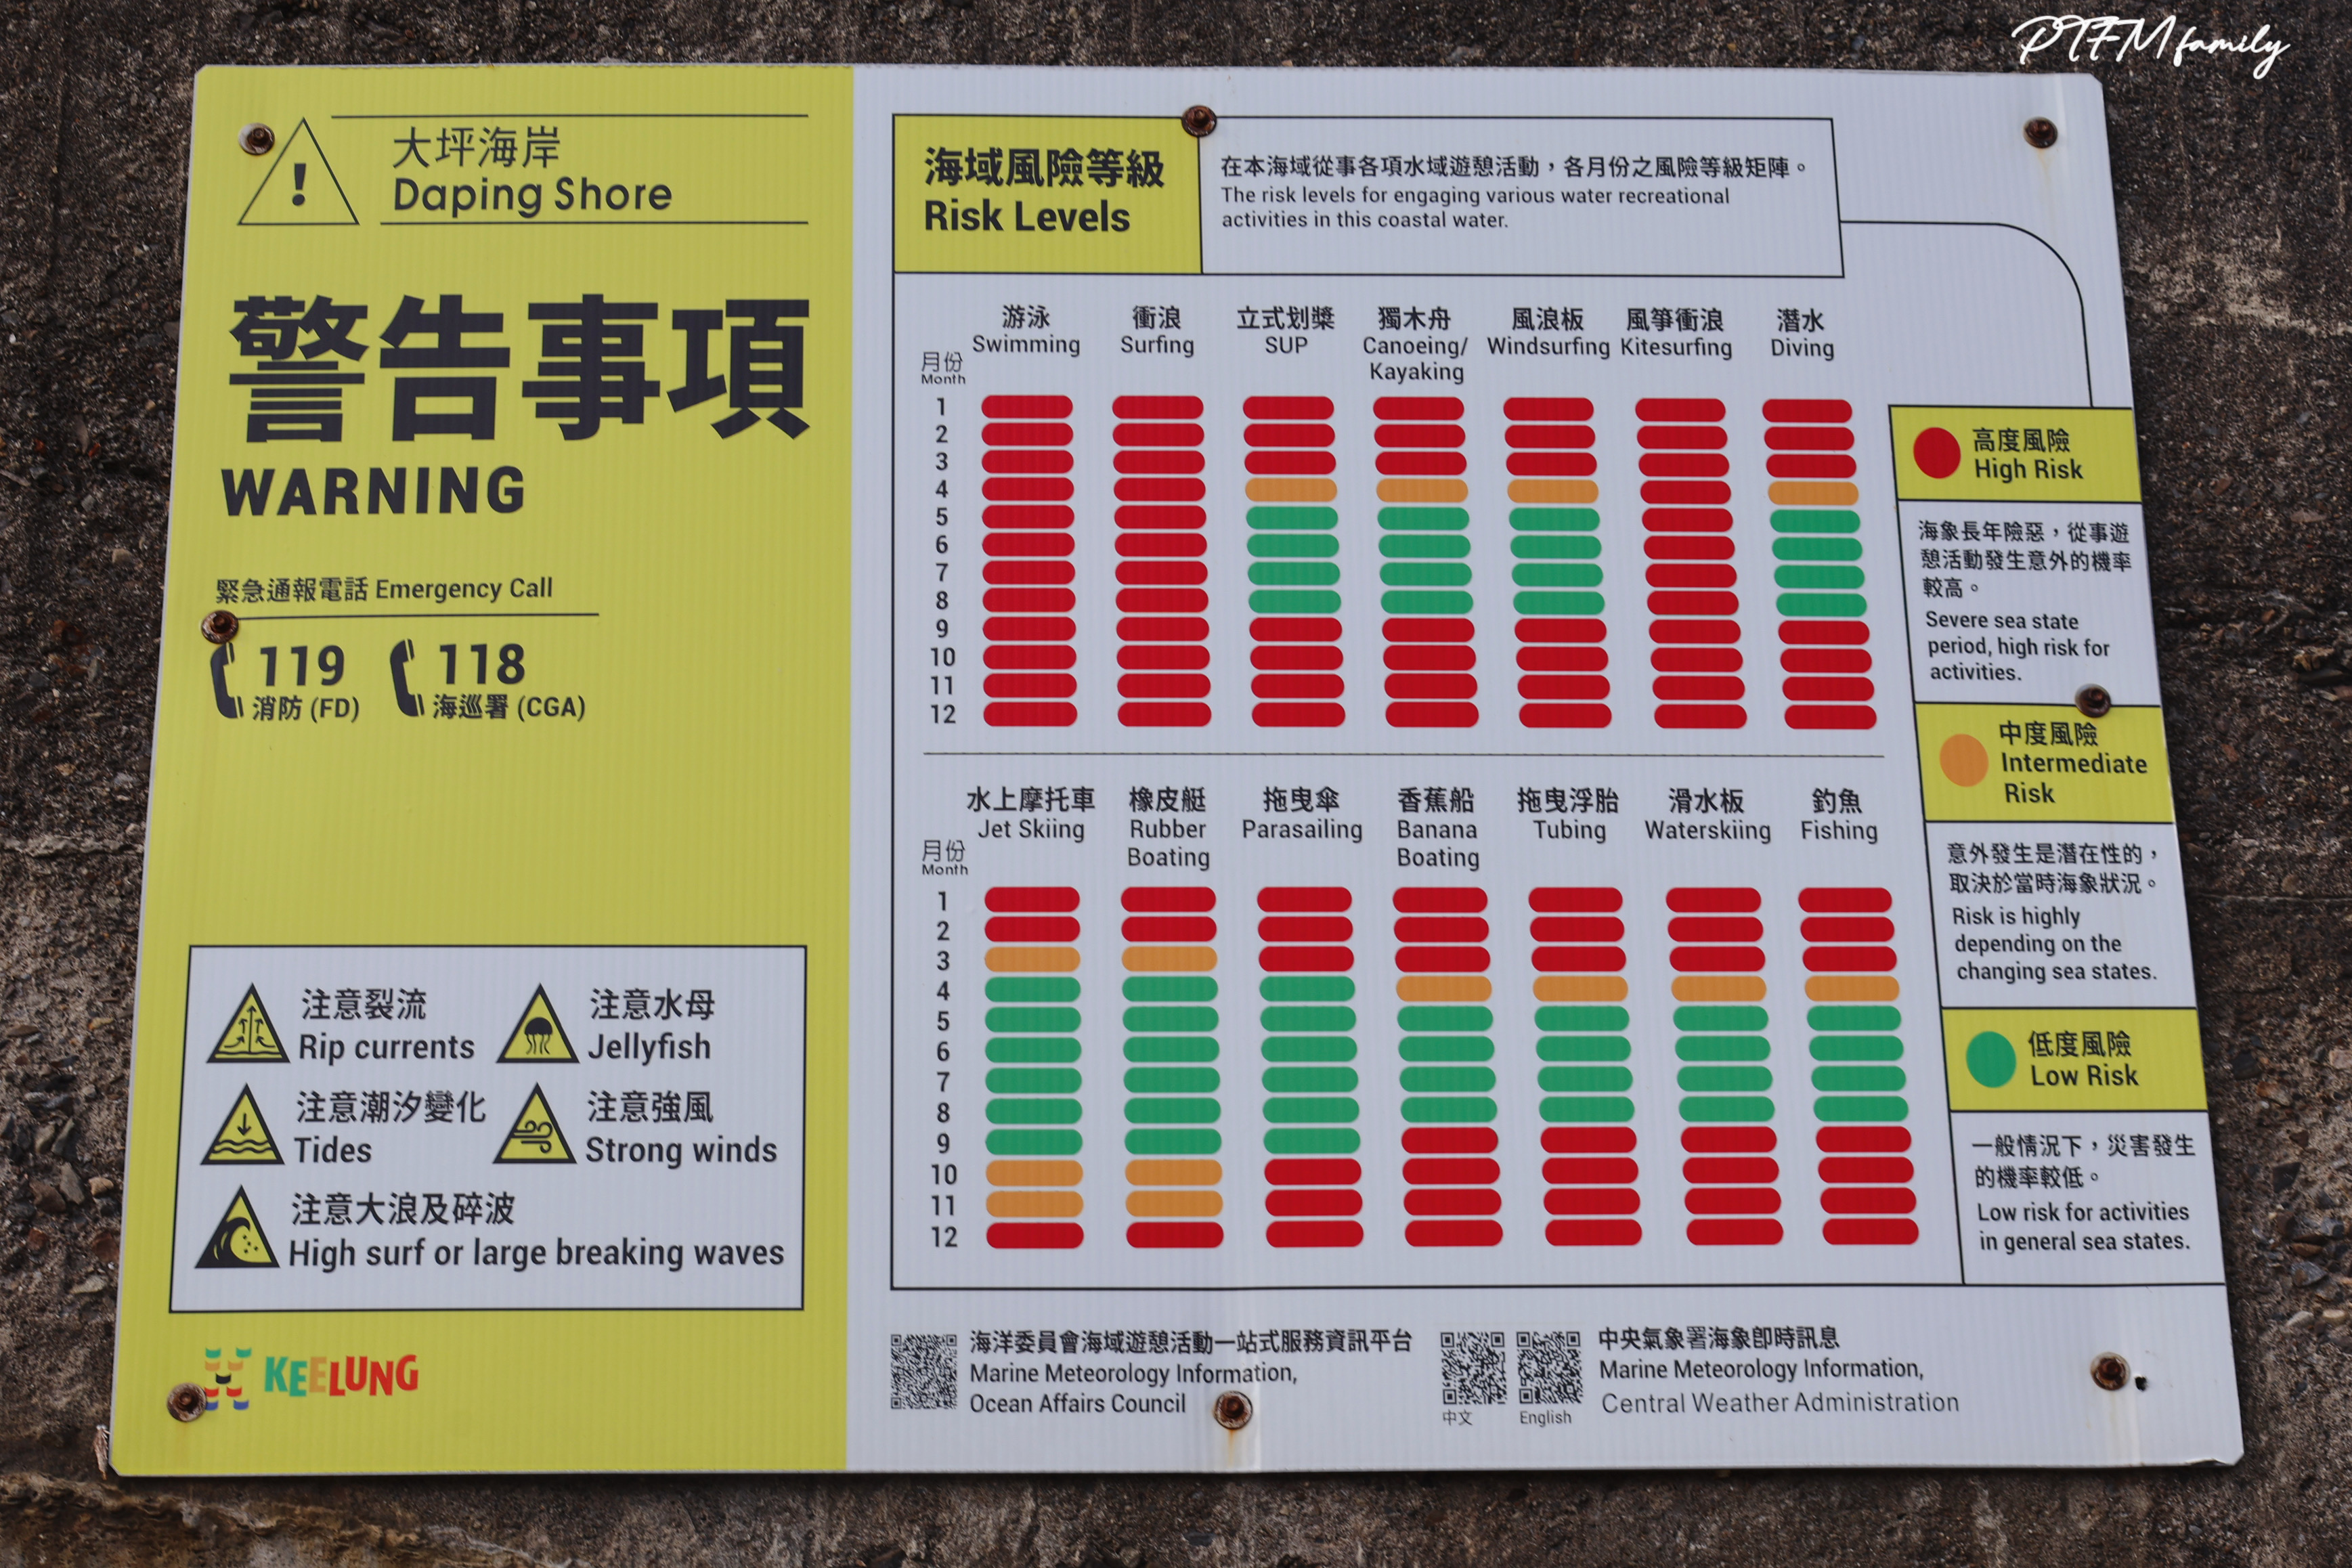 PTFM family
大坪海岸
Daping Shore
!
警告事項
WARNING
緊急通報電話 Emergency Call
119
消防 (FD)
118
海巡署 (CGA)
注意裂流
Rip currents
注意水母
Jellyfish
注意潮汐變化
Tides
注意強風
Strong winds
注意大浪及碎波
High surf or large breaking waves
KEELUNG
海域風險等級
Risk Levels
在本海域從事各項水域遊憩活動，各月份之風險等級矩陣。
The risk levels for engaging various water recreational
activities in this coastal water.
月份
Month
游泳
Swimming
衝浪
Surfing
立式划槳
SUP
獨木舟
Canoeing/
Kayaking
風浪板
Windsurfing
風箏衝浪
Kitesurfing
潛水
Diving
1
2
3
4
5
6
7
8
9
10
11
12
月份
Month
水上摩托車
Jet Skiing
橡皮艇
Rubber
Boating
拖曳傘
Parasailing
香蕉船
Banana
Boating
拖曳浮胎
Tubing
滑水板
Waterskiing
釣魚
Fishing
1
2
3
4
5
6
7
8
9
10
11
12
高度風險
High Risk
海象長年險惡，從事遊
憩活動發生意外的機率
較高。
Severe sea state
period, high risk for
activities.
中度風險
Intermediate
Risk
意外發生是潛在性的，
取決於當時海象狀況。
Risk is highly
depending on the
changing sea states.
低度風險
Low Risk
一般情況下，災害發生
的機率較低。
Low risk for activities
in general sea states.
海洋委員會海域遊憩活動一站式服務資訊平台
Marine Meteorology Information,
Ocean Affairs Council
中文
English
中央氣象署海象即時訊息
Marine Meteorology Information,
Central Weather Administration